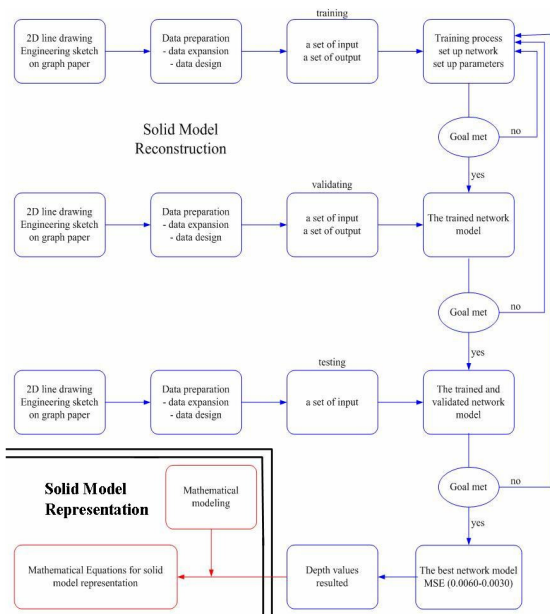 training
2D line drawing
Engineering sketch
on graph paper
Data preparation
- data expansion
- data design
a set of input
a set of output
Training process
set up network
set up parameters
Solid Model
Reconstruction
Goal met
no
yes
validating
2D line drawing
Engineering sketch
on graph paper
Data preparation
- data expansion
- data design
a set of input
a set of output
The trained network
model
Goal met
no
yes
testing
2D line drawing
Engineering sketch
on graph paper
Data preparation
- data expansion
- data design
a set of input
The trained and
validated network
model
Goal met
no
yes
Solid Model
Representation
Mathematical
modeling
Mathematical Equations for solid
model representation
Depth values
resulted
The best network model
MSE (0.0060-0.0030)